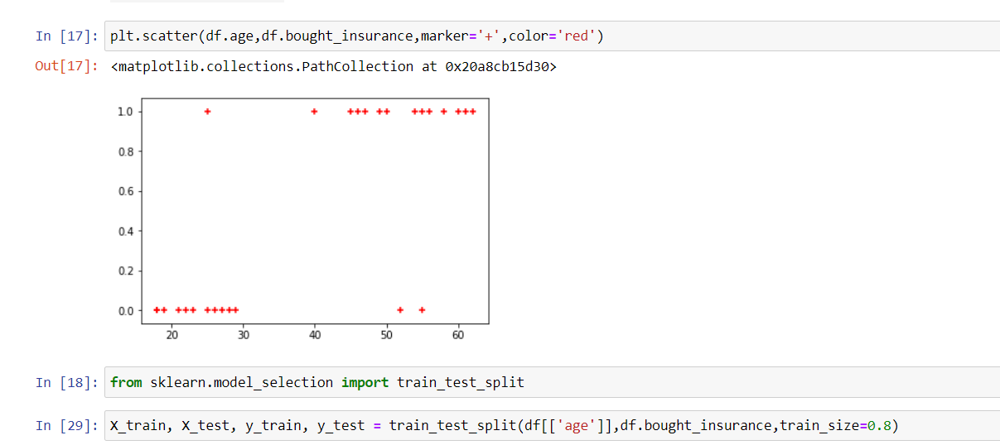 In [17]: plt.scatter(df.age,df.bought_insurance,marker='+',color='red')
Out[17]: <matplotlib.collections.PathCollection at 0x20a8cb15d30>
1.0
0.8
0.6
0.4
0.2
0.0
20 30 40 50 60
In [18]: from sklearn.model_selection import train_test_split
In [29]: X_train, X_test, y_train, y_test = train_test_split(df[['age']],df.bought_insurance,train_size=0.8)